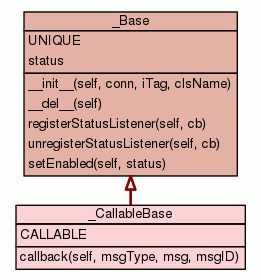 _Base
UNIQUE
status
__init__(self, conn, iTag, clsName)
__del__(self)
registerStatusListener(self, cb)
unregisterStatusListener(self, cb)
setEnabled(self, status)
_CallableBase
CALLABLE
callback(self, msgType, msg, msgID)